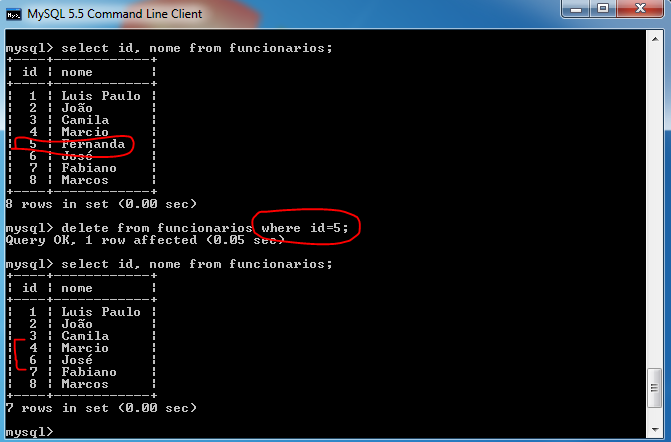 MySQL 5.5 Command Line Client
mysql> select id, nome from funcionarios;
+----+------------+
| id | nome       |
+----+------------+
|  1 | Luis Paulo |
|  2 | João       |
|  3 | Camila     |
|  4 | Marcio     |
|  5 | Fernanda   |
|  6 | José       |
|  7 | Fabiano    |
|  8 | Marcos     |
+----+------------+
8 rows in set (0.00 sec)
mysql> delete from funcionarios where id=5;
Query OK, 1 row affected (0.05 sec)
mysql> select id, nome from funcionarios;
+----+------------+
| id | nome       |
+----+------------+
|  1 | Luis Paulo |
|  2 | João       |
|  3 | Camila     |
|  4 | Marcio     |
|  6 | José       |
|  7 | Fabiano    |
|  8 | Marcos     |
+----+------------+
7 rows in set (0.00 sec)
mysql>